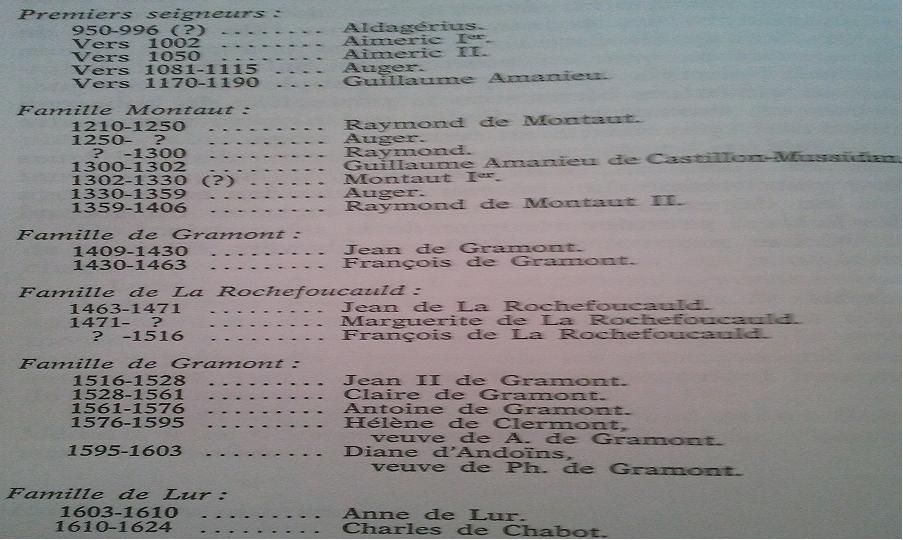 Premiers seigneurs :
950-996 (?) ........ Aldagérius.
Vers 1002 ........ Aimeric Ier.
Vers 1050 ........ Aimeric II.
Vers 1081-1115 .... Auger.
Vers 1170-1190 .... Guillaume Amanieu.
Famille Montaut :
1210-1250 ......... Raymond de Montaut.
1250- ? ......... Auger.
? -1300 ......... Raymond.
1300-1302 ......... Guillaume Amanieu de Castillon-Mussidan.
1302-1330 (?) ...... Montaut Ier.
1330-1359 ......... Auger.
1359-1406 ......... Raymond de Montaut II.
Famille de Gramont :
1409-1430 ......... Jean de Gramont.
1430-1463 ......... François de Gramont.
Famille de La Rochefoucauld :
1463-1471 ......... Jean de La Rochefoucauld.
1471- ? ......... Marguerite de La Rochefoucauld.
? -1516 ......... François de La Rochefoucauld.
Famille de Gramont :
1516-1528 ......... Jean II de Gramont.
1528-1561 ......... Claire de Gramont.
1561-1576 ......... Antoine de Gramont.
1576-1595 ......... Hélène de Clermont,
veuve de A. de Gramont.
1595-1603 ......... Diane d'Andoïns,
veuve de Ph. de Gramont.
Famille de Lur :
1603-1610 ......... Anne de Lur.
1610-1624 ......... Charles de Chabot.